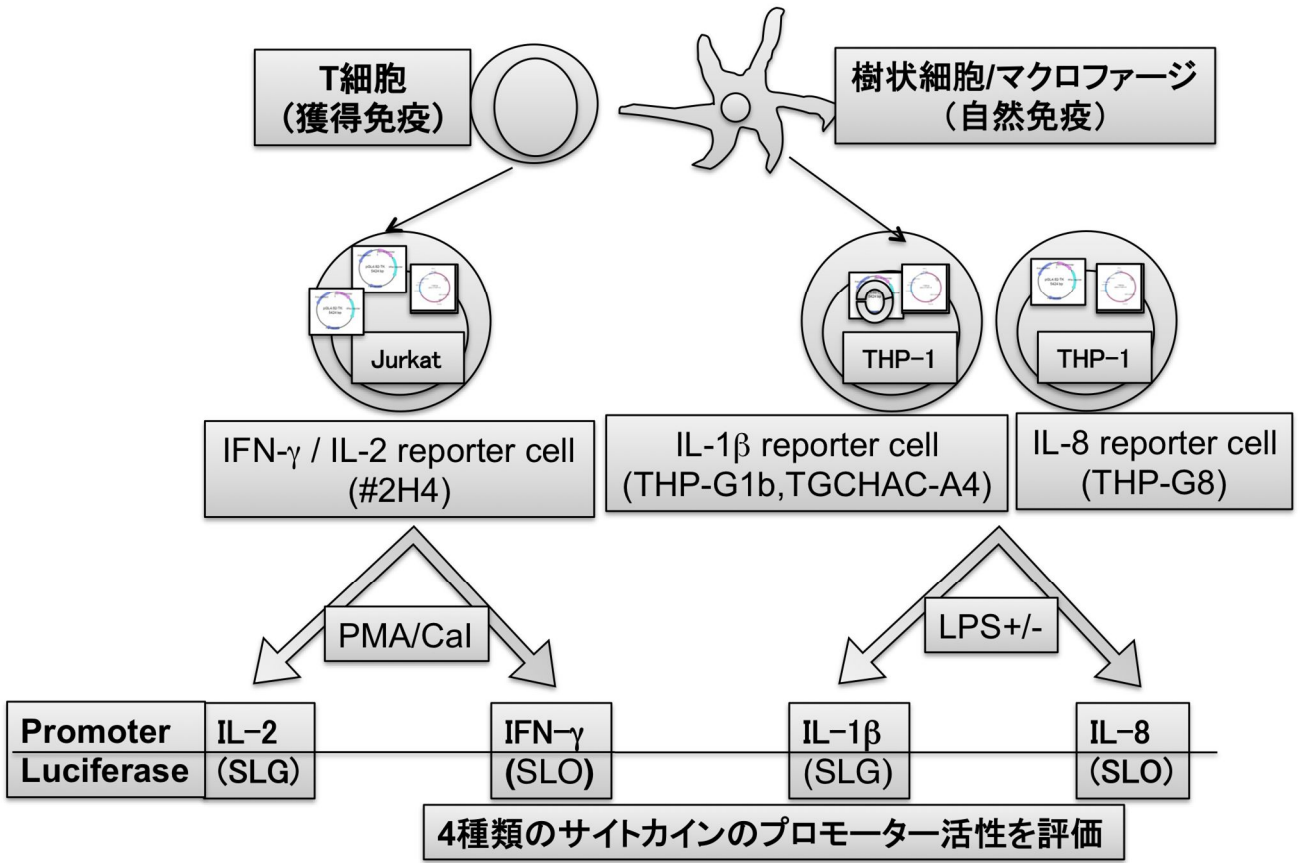 T細胞
（獲得免疫）
樹状細胞/マクロファージ
（自然免疫）
Jurkat
THP-1
THP-1
IFN-γ / IL-2 reporter cell
(#2H4)
IL-1β reporter cell
(THP-G1b,TGCHAC-A4)
IL-8 reporter cell
(THP-G8)
PMA/CaI
LPS+/-
Promoter
IL-2
IFN-γ
IL-1β
IL-8
Luciferase
(SLG)
(SLO)
(SLG)
(SLO)
4種類のサイトカインのプロモーター活性を評価